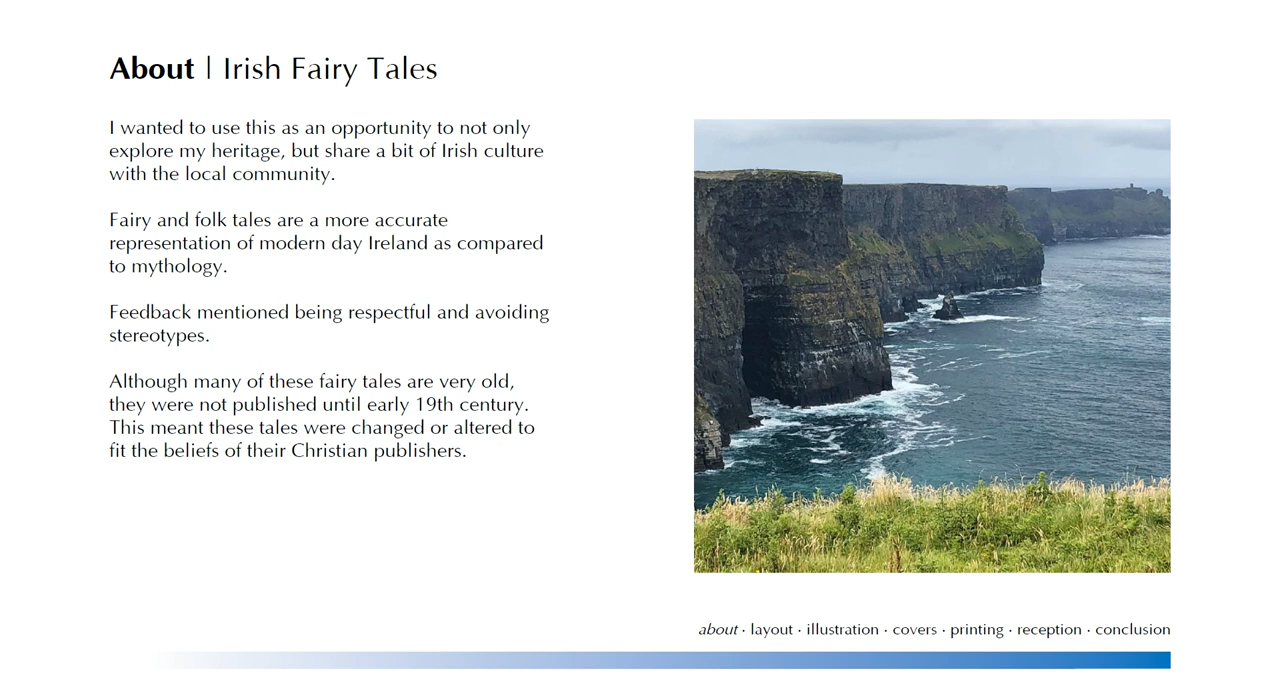 About | Irish Fairy Tales
I wanted to use this as an opportunity to not only
explore my heritage, but share a bit of Irish culture
with the local community.
Fairy and folk tales are a more accurate
representation of modern day Ireland as compared
to mythology.
Feedback mentioned being respectful and avoiding
stereotypes.
Although many of these fairy tales are very old,
they were not published until early 19th century.
This meant these tales were changed or altered to
fit the beliefs of their Christian publishers.
about · layout · illustration · covers · printing · reception · conclusion